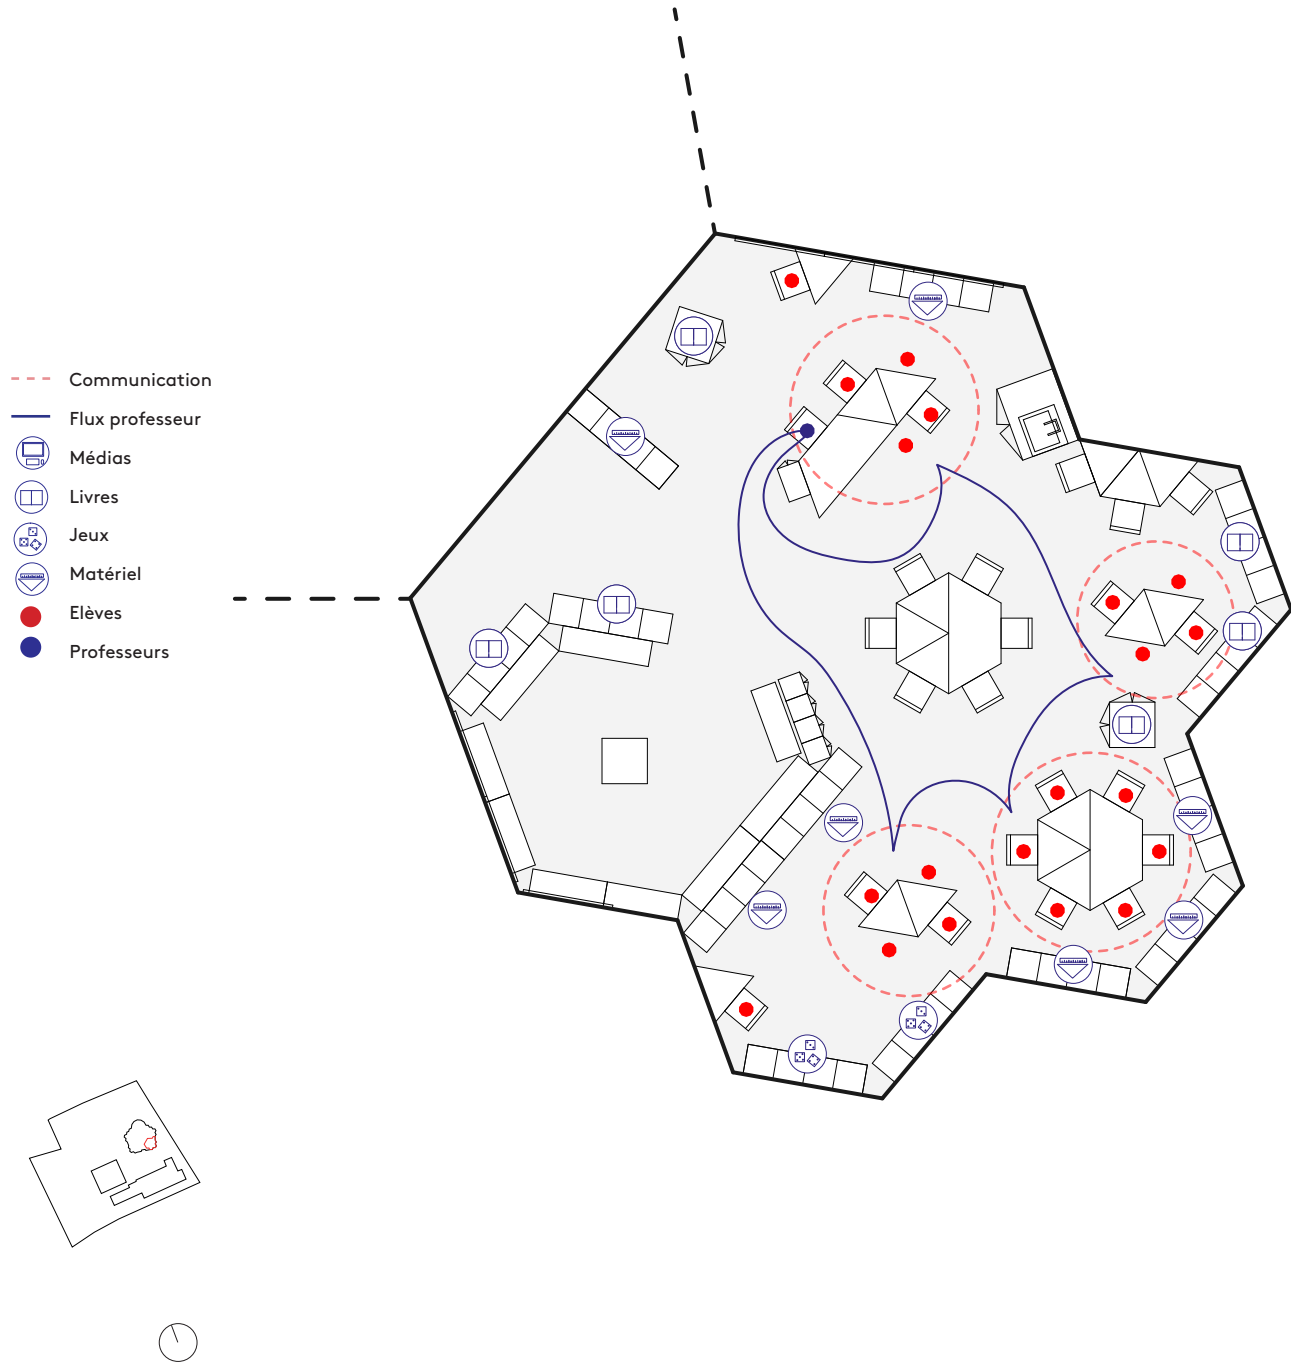 Communication
Flux professeur
Médias
Livres
Jeux
Matériel
Elèves
Professeurs